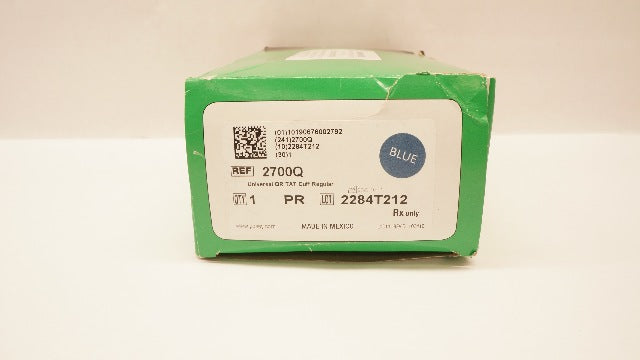 (01)10190676002792
(241)2700Q
(10)2284T212
(30)1
BLUE
REF 2700Q
Universal QR TAT Cuff Regular
QTY 1 PR LOT 2284T212
Rx only
MADE IN MEXICO